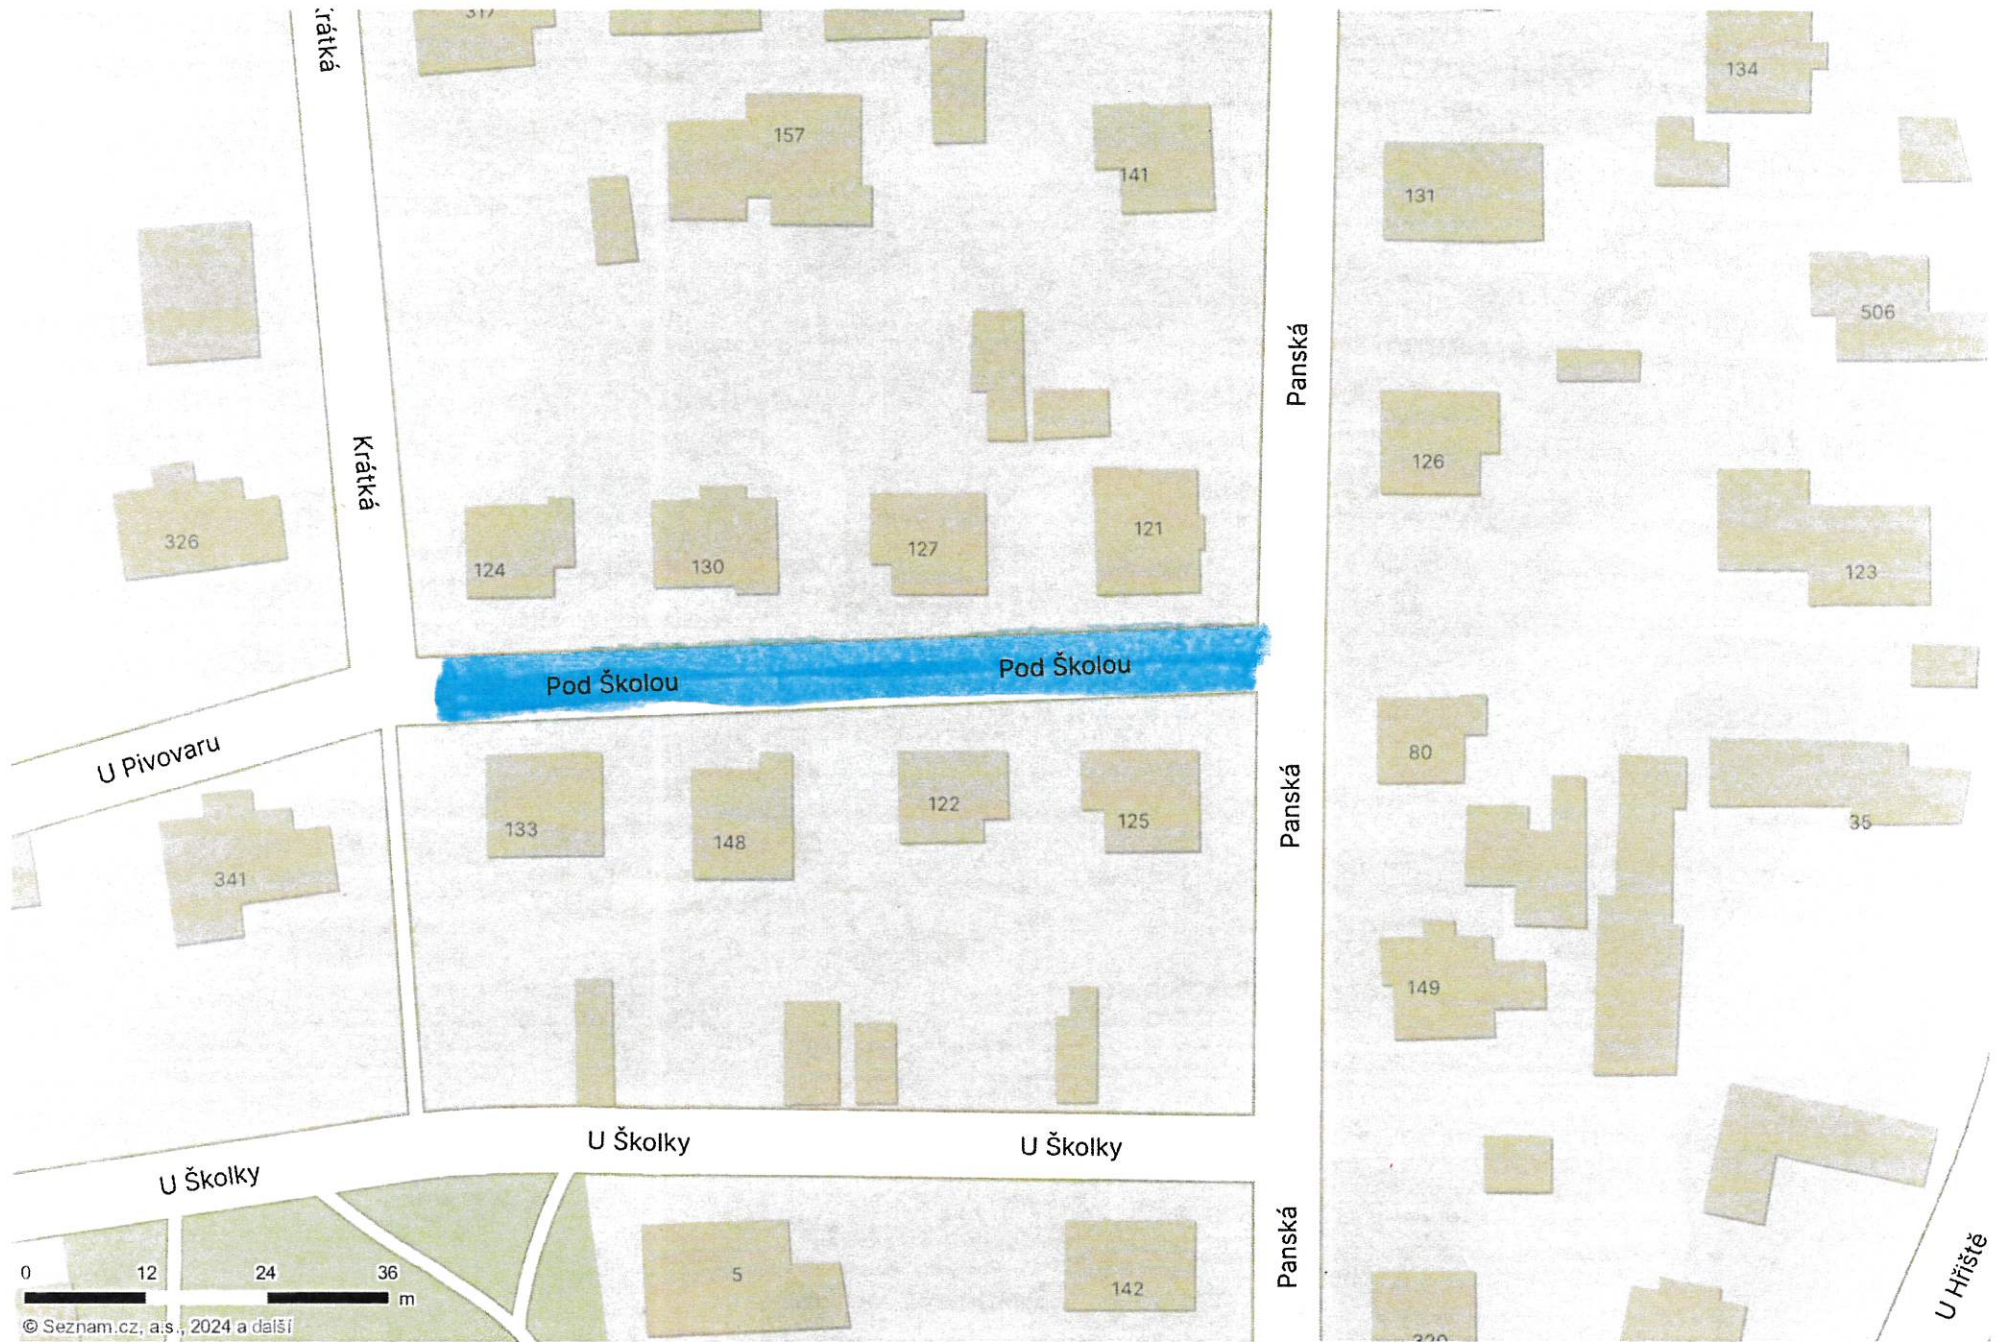 317
Krátká
134
157
141
131
506
Panská
126
Krátká
326
124
130
127
121
123
Pod Školou
Pod Školou
U Pivovaru
80
Panská
133
148
122
125
35
341
149
U Školky
U Školky
U Školky
Panská
5
142
U Hřiště
320
0 12 24 36 m
© Seznam.cz, a.s., 2024 a další